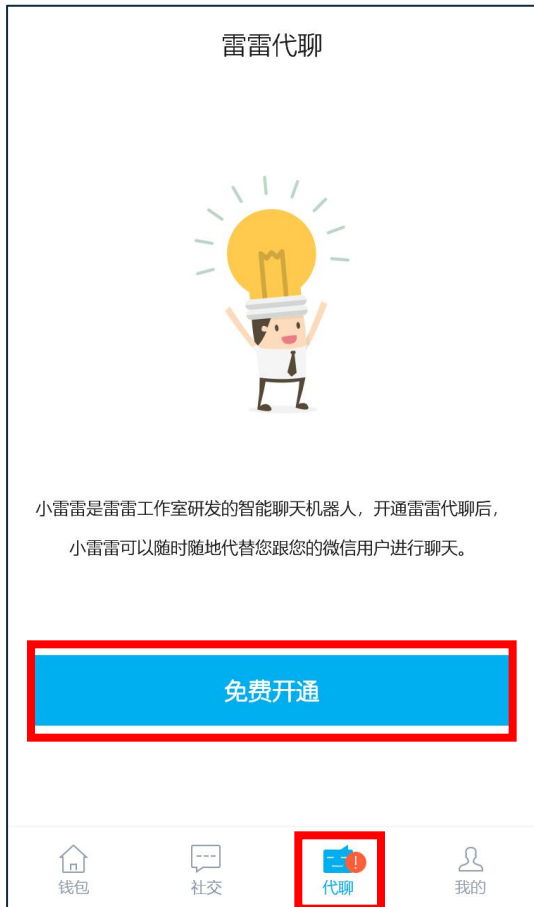 雷雷代聊
小雷雷是雷雷工作室研发的智能聊天机器人，开通雷雷代聊后，
小雷雷可以随时随地代替您跟您的微信用户进行聊天。
免费开通
!
钱包
社交
代聊
我的